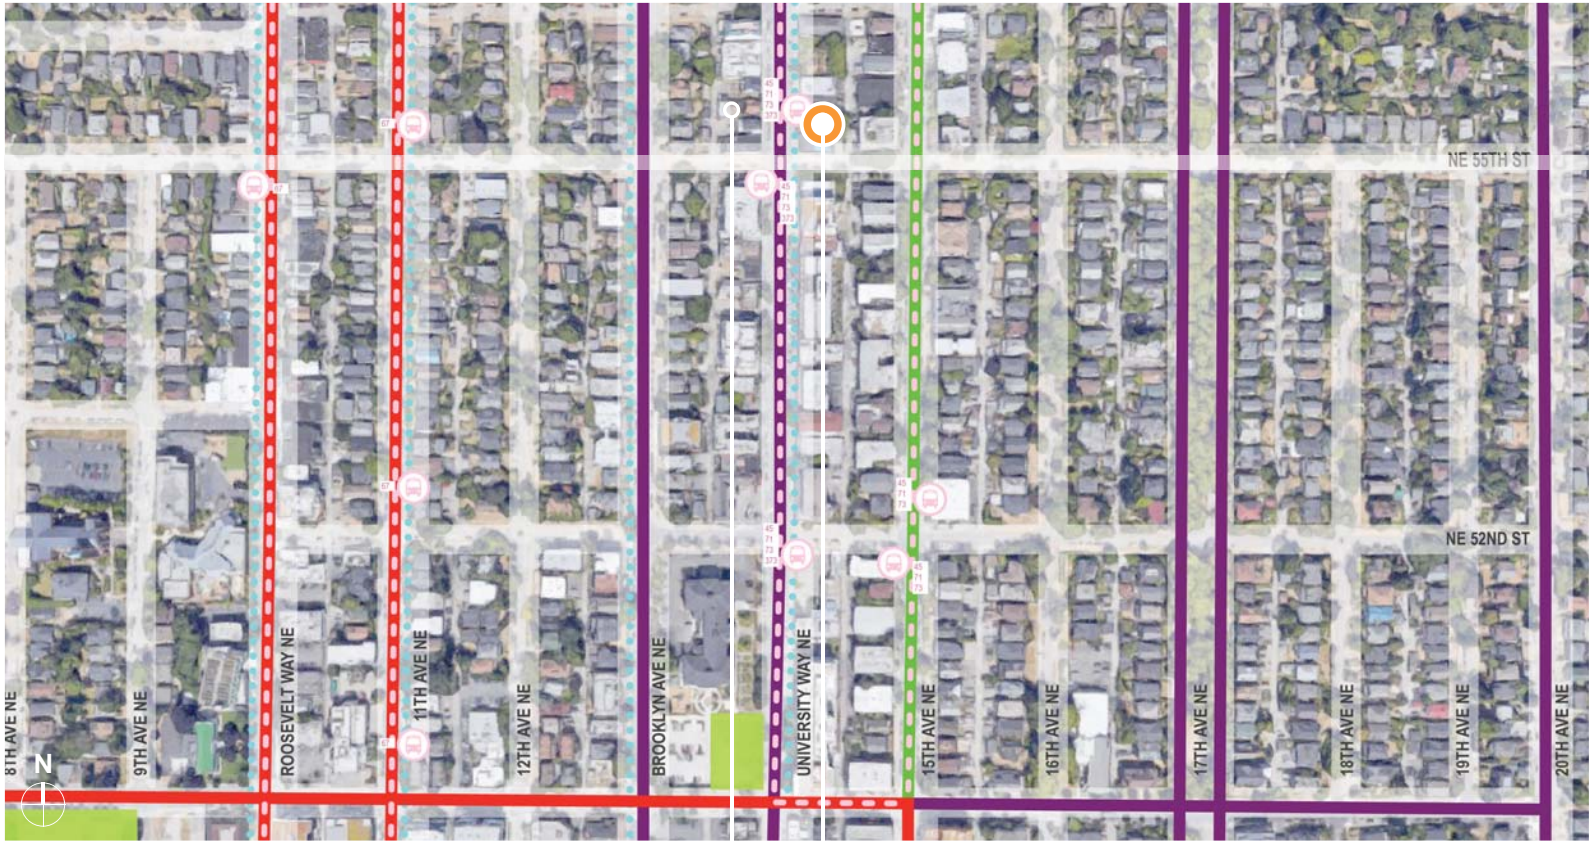 45
71
73
373
67
NE 55TH ST
67
45
71
73
373
67
45
71
73
45
71
73
373
NE 52ND ST
45
71
73
8TH AVE NE
9TH AVE NE
ROOSEVELT WAY NE
11TH AVE NE
12TH AVE NE
BROOKLYN AVE NE
UNIVERSITY WAY NE
15TH AVE NE
16TH AVE NE
17TH AVE NE
18TH AVE NE
19TH AVE NE
20TH AVE NE
67
N